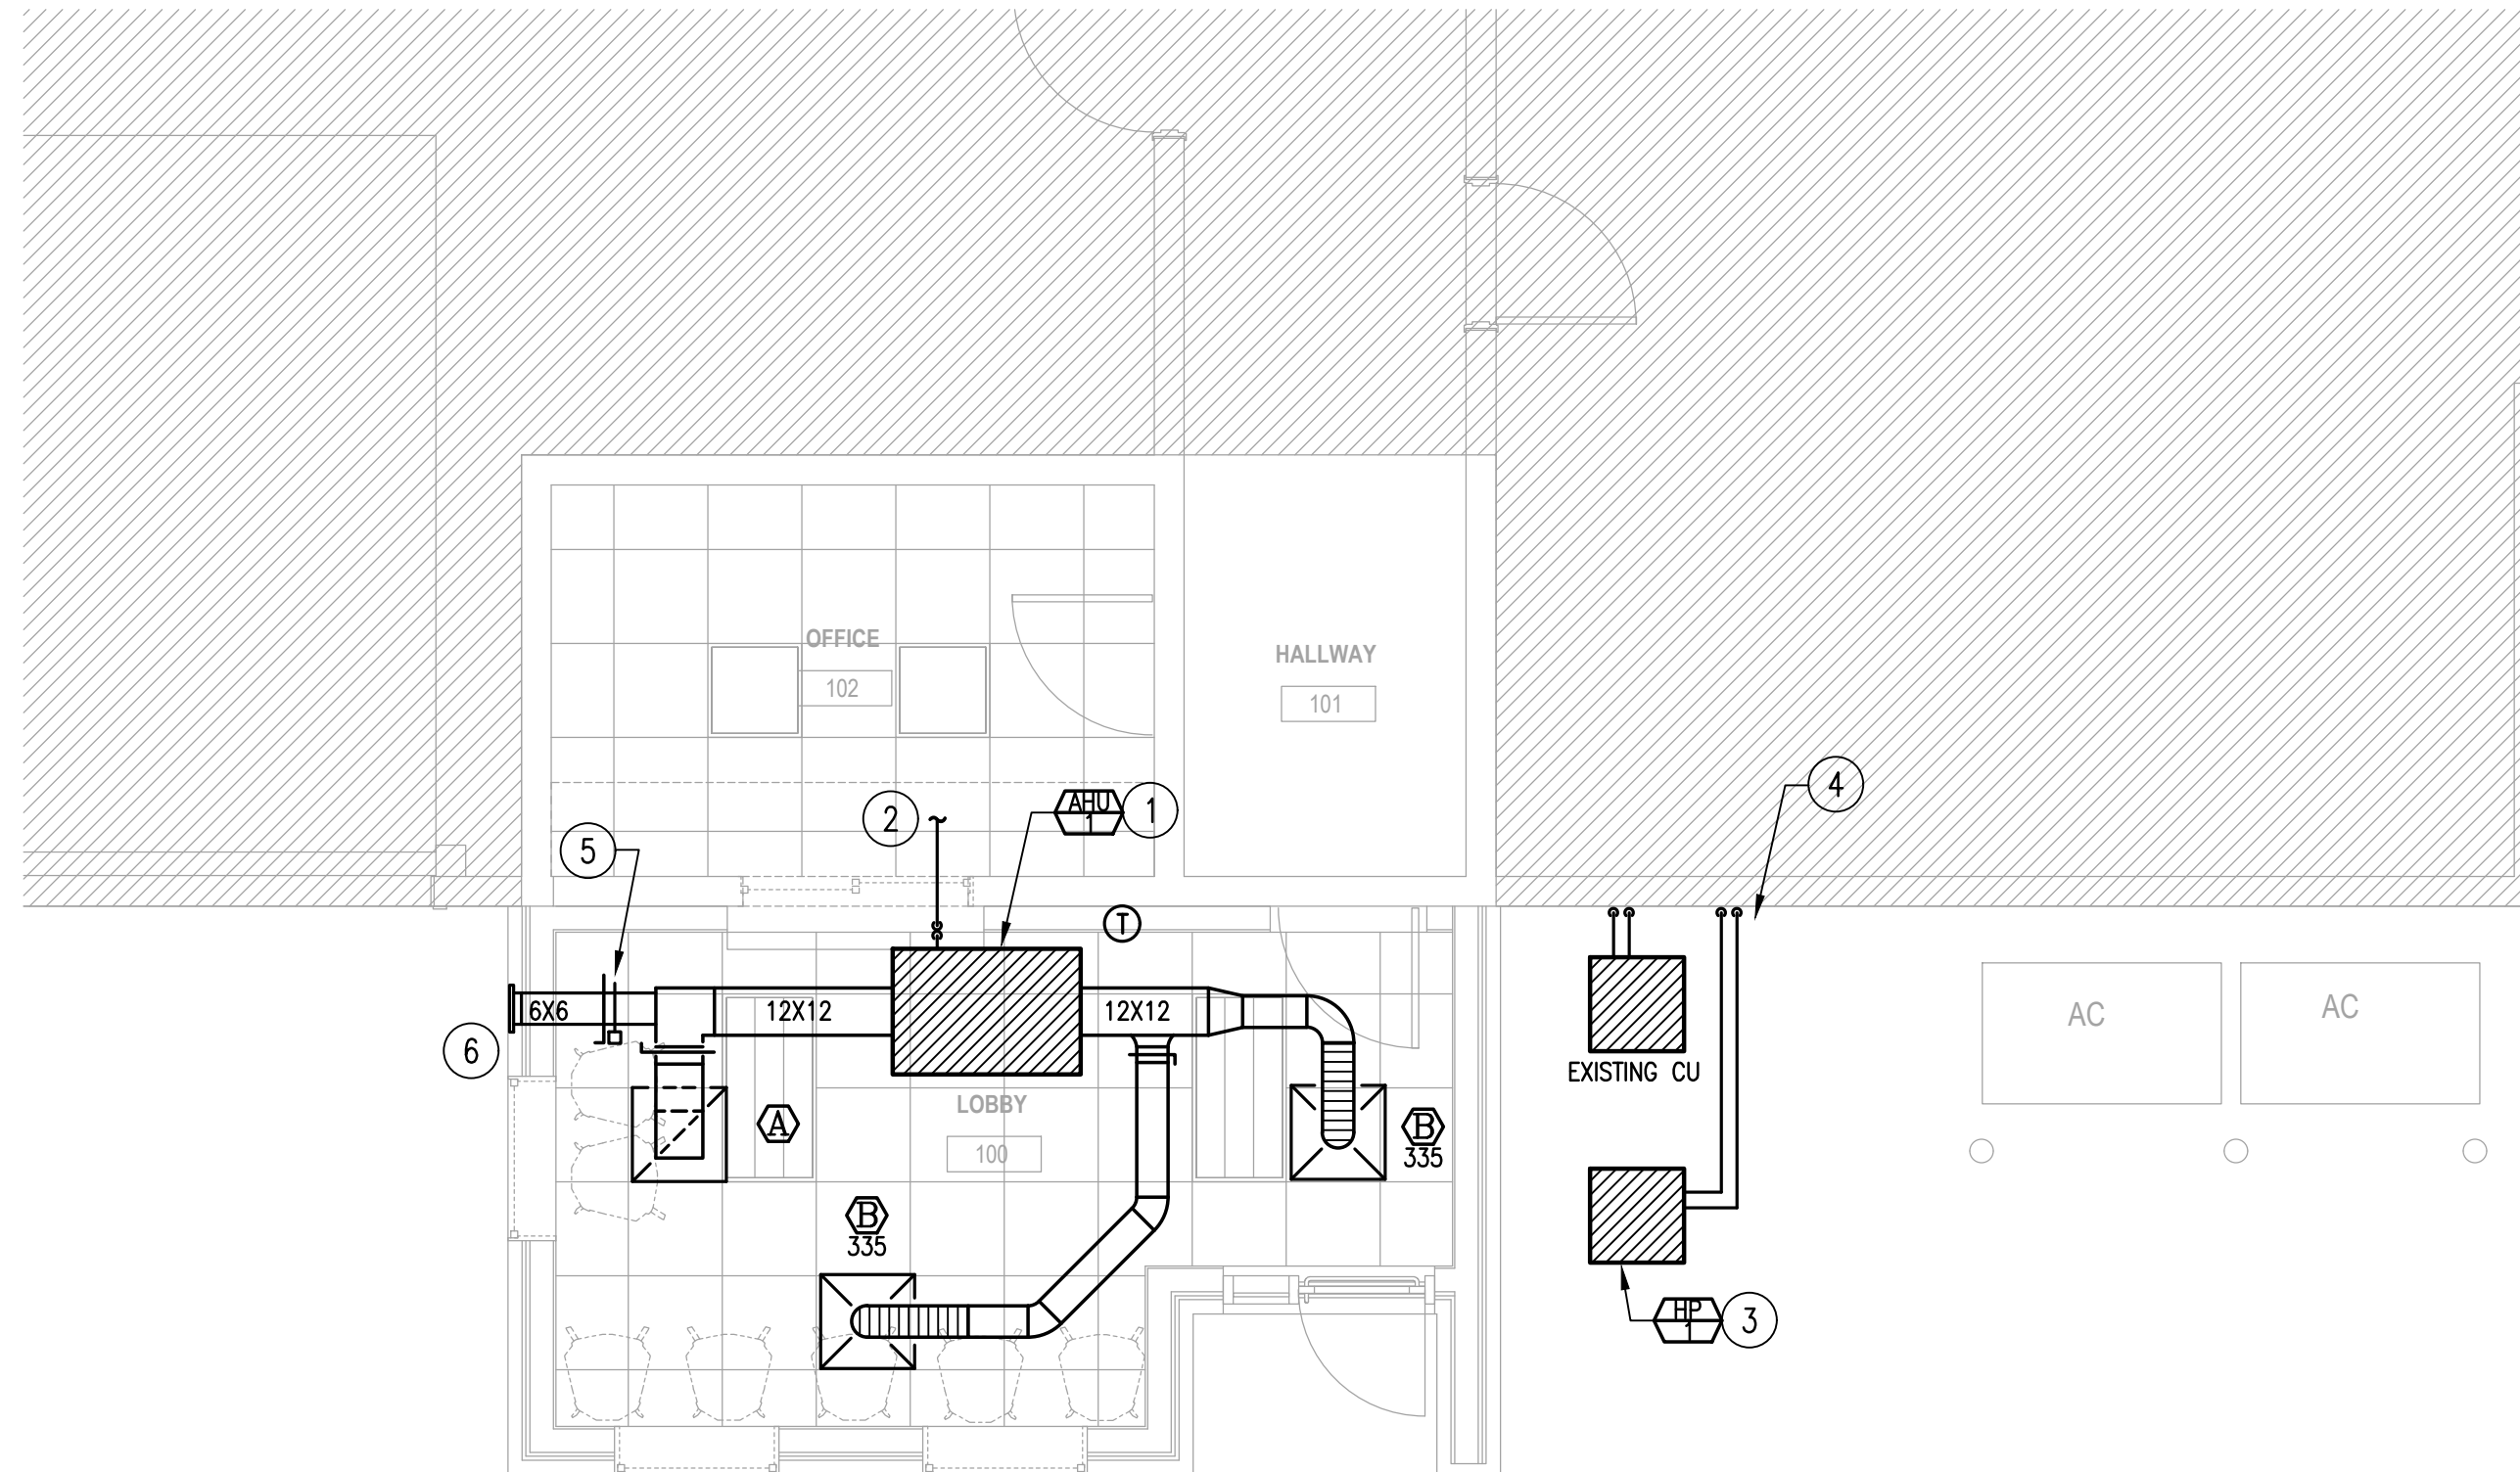 OFFICE
102
HALLWAY
101
4
AHU
1
1
2
5
T
6X6
12X12
12X12
AC
AC
6
EXISTING CU
LOBBY
100
A
B
335
B
335
HP
1
3